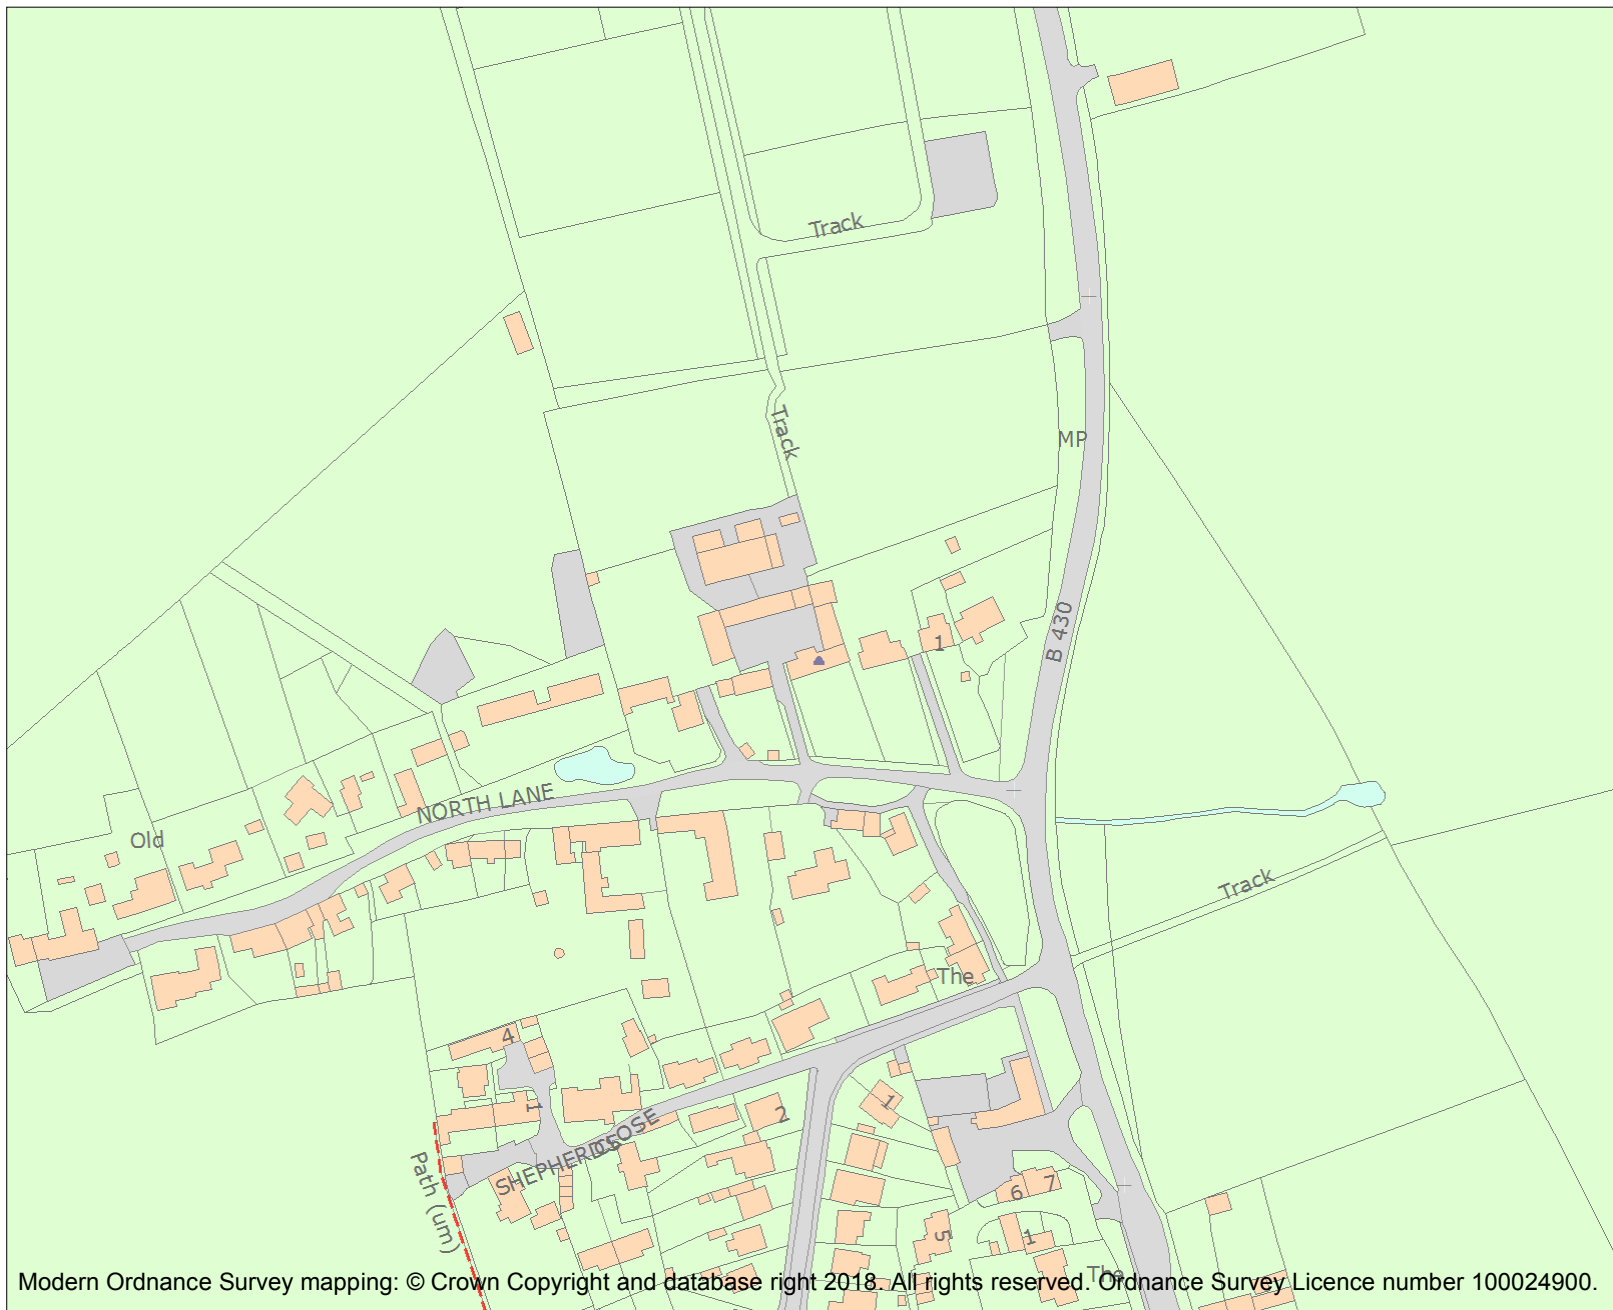 Track
Track
MP
B 430
1
NORTH LANE
Old
Track
The
4
1
1
2
SHEPHERDS
CLOSE
Path (um)
6
7
5
1
The
Modern Ordnance Survey mapping: © Crown Copyright and database right 2018. All rights reserved. Ordnance Survey Licence number 100024900.